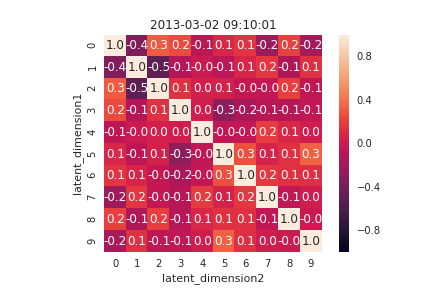 2013-03-02 09:10:01
latent_dimension1
0 1.0 -0.4 0.3 0.2 -0.1 0.1 0.1 -0.2 0.2 -0.2
1 -0.4 1.0 -0.5 -0.1 -0.0 -0.1 0.1 0.2 -0.1 0.1
2 0.3 -0.5 1.0 0.1 0.0 0.1 -0.0 -0.0 0.2 -0.1
3 0.2 -0.1 0.1 1.0 0.0 -0.3 -0.2 -0.1 -0.1 -0.1
4 -0.1 -0.0 0.0 0.0 1.0 -0.0 -0.0 0.2 0.1 0.0
5 0.1 -0.1 0.1 -0.3 -0.0 1.0 0.3 0.1 0.1 0.3
6 0.1 0.1 -0.0 -0.2 -0.0 0.3 1.0 0.2 0.1 0.1
7 -0.2 0.2 -0.0 -0.1 0.2 0.1 0.2 1.0 -0.1 -0.0
8 0.2 -0.1 0.2 -0.1 0.1 0.1 0.1 -0.1 1.0 -0.0
9 -0.2 0.1 -0.1 -0.1 0.0 0.3 0.1 -0.0 -0.0 1.0
0 1 2 3 4 5 6 7 8 9
latent_dimension2
0.8
0.4
0.0
-0.4
-0.8